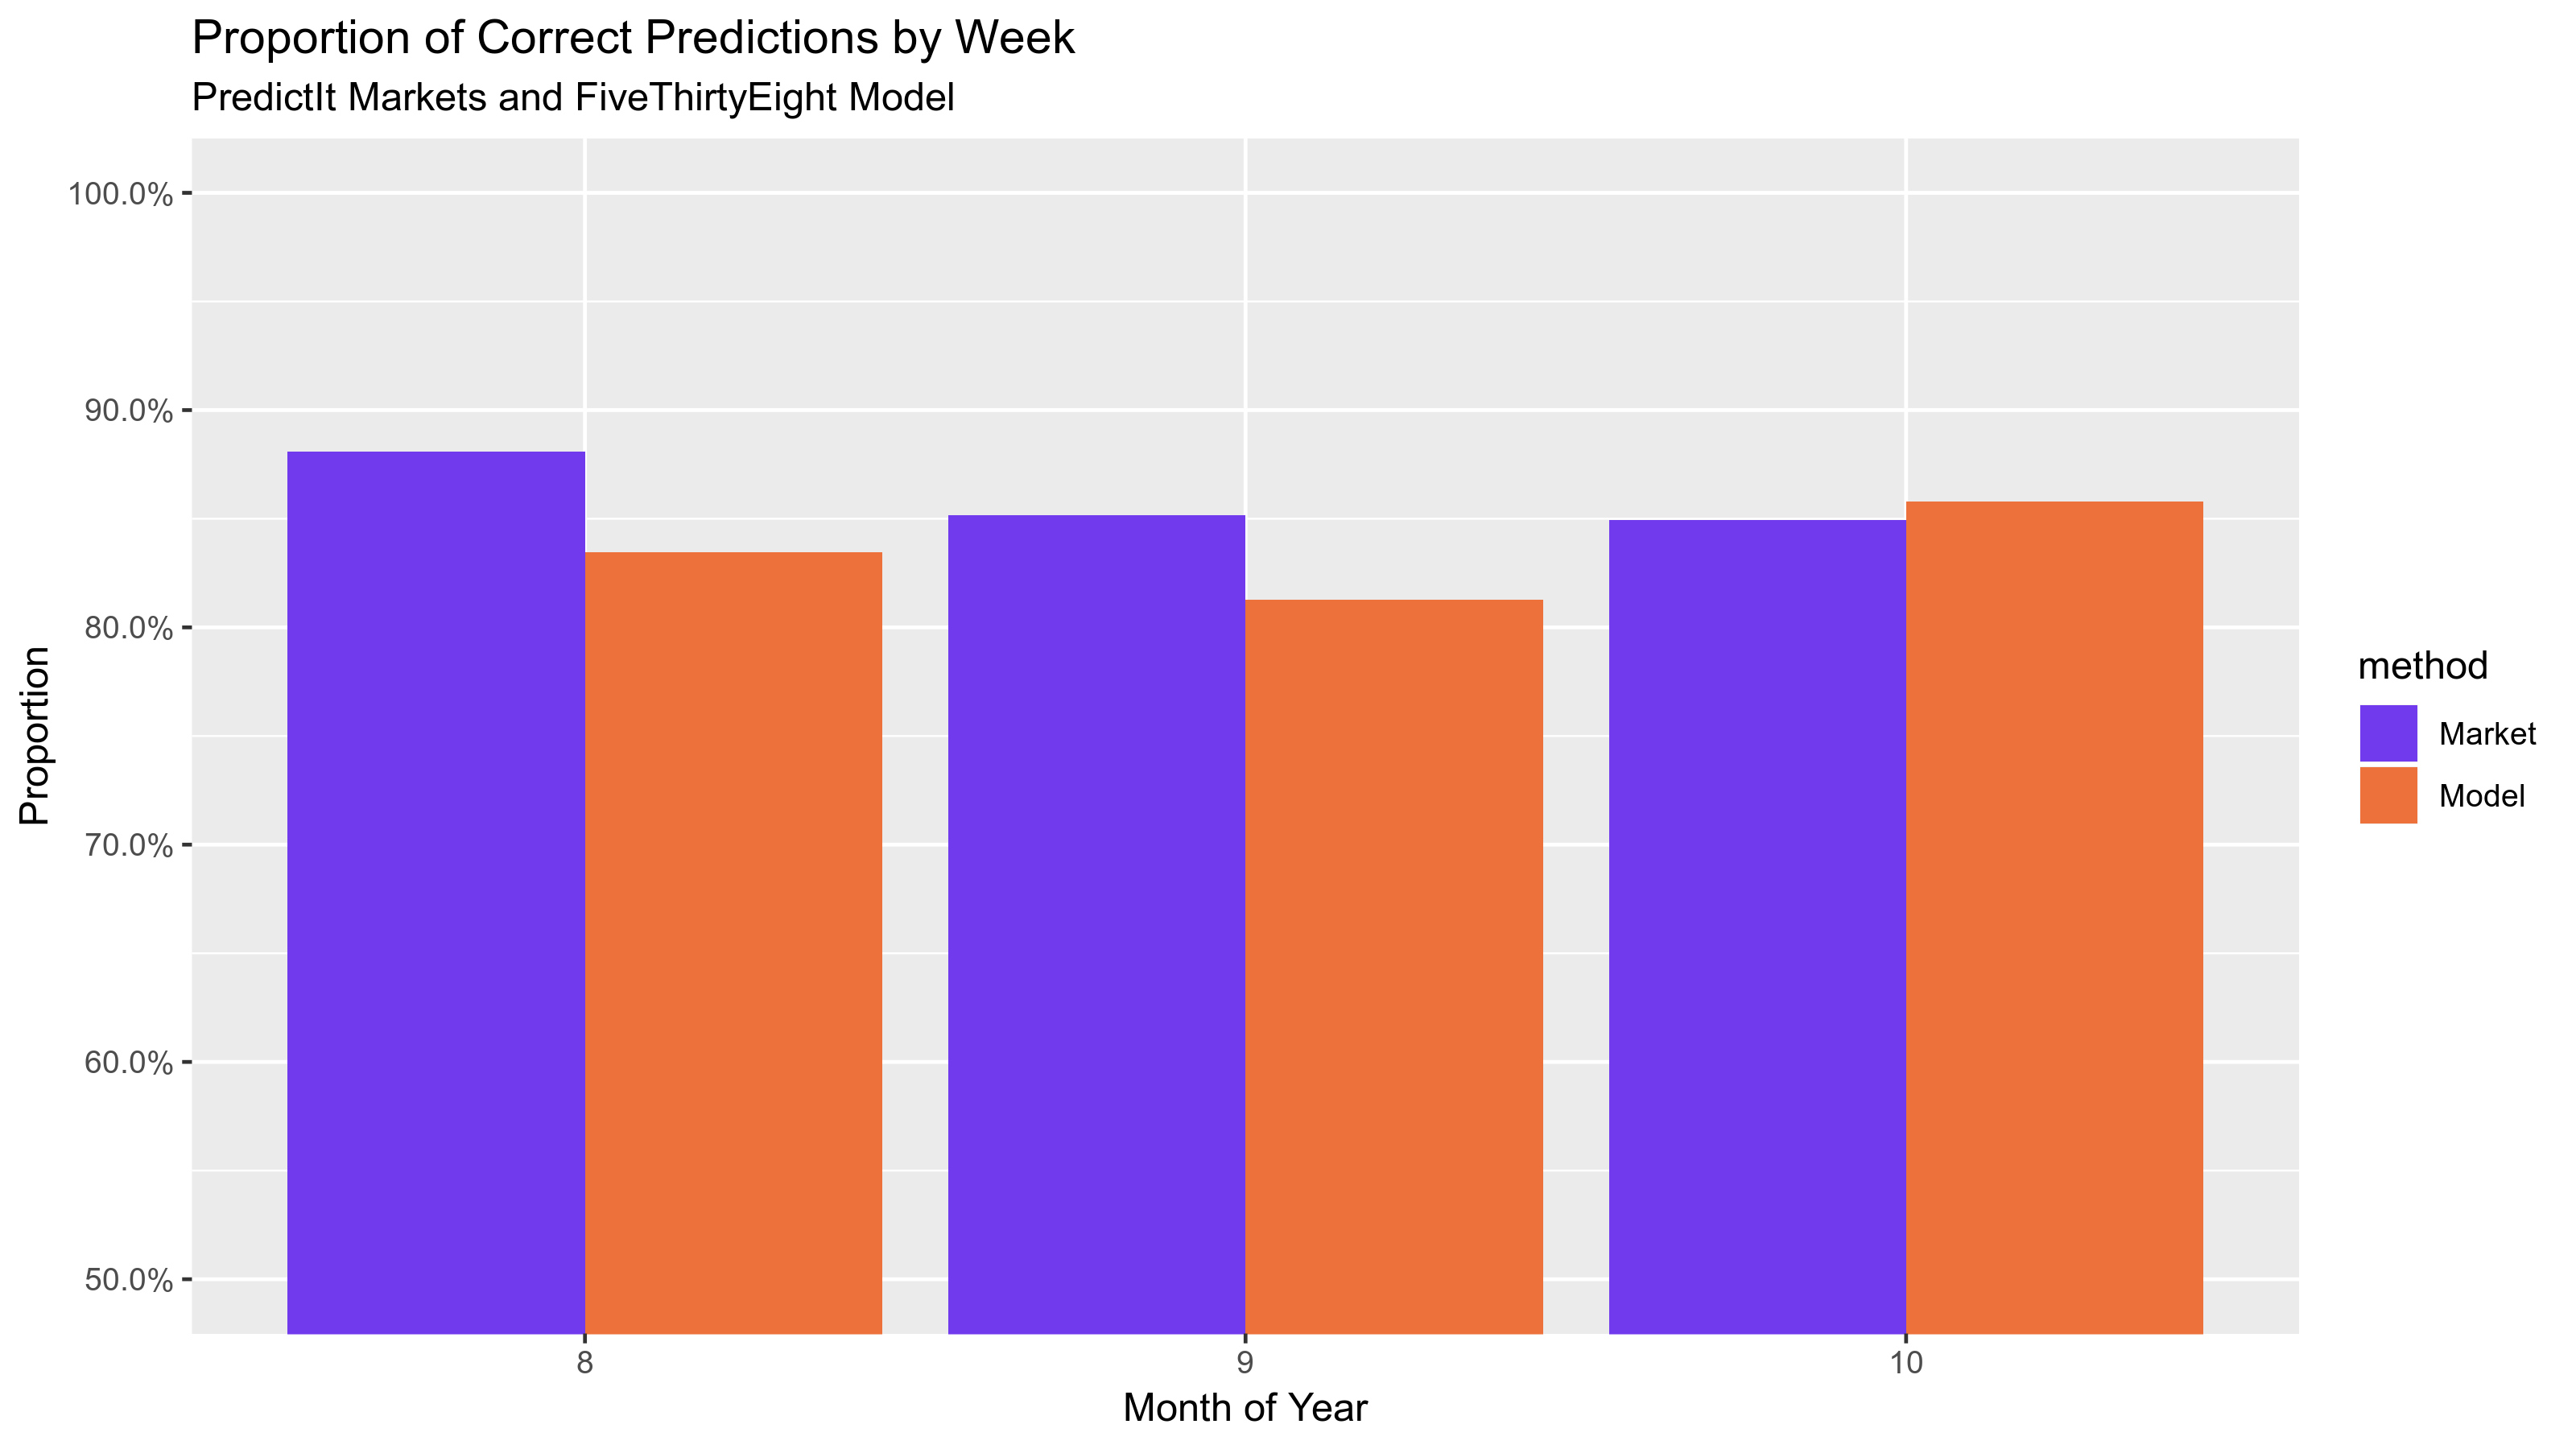 Proportion of Correct Predictions by Week
PredictIt Markets and FiveThirtyEight Model
100.0%
90.0%
80.0%
70.0%
60.0%
50.0%
Proportion
8
9
10
Month of Year
method
Market
Model